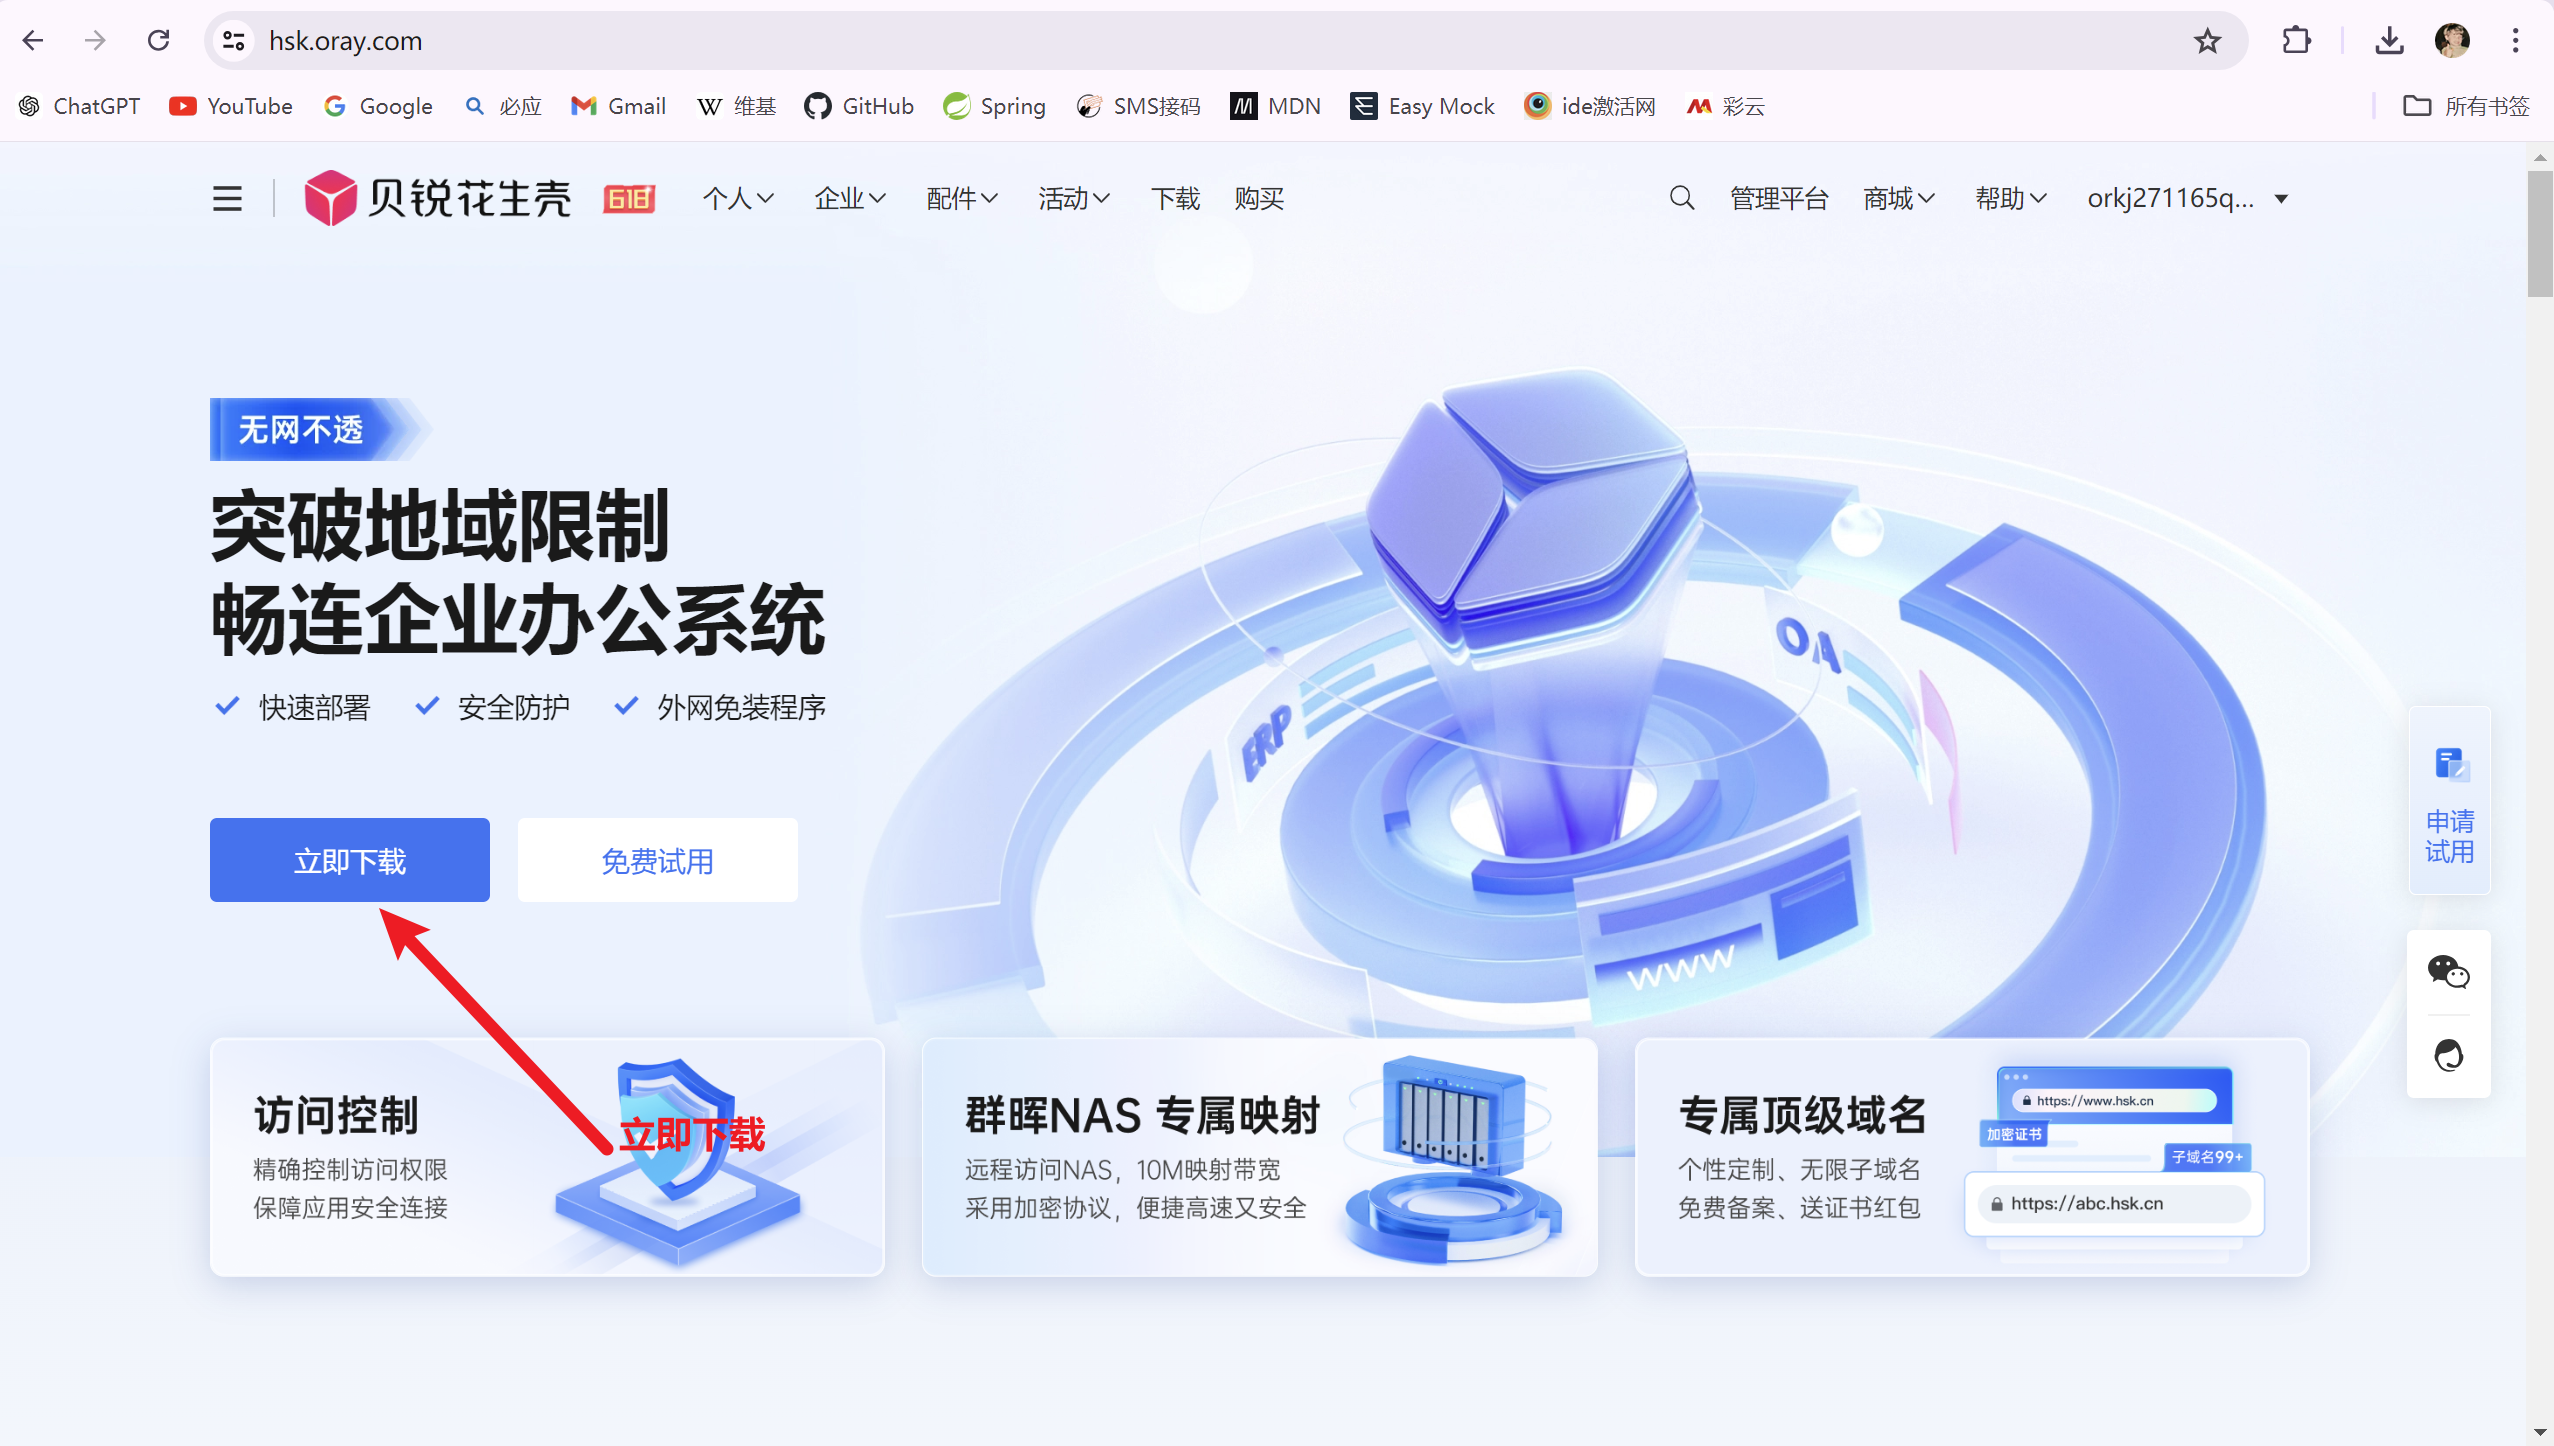 hsk.oray.com
ChatGPT YouTube Google 必应 Gmail 维基 GitHub Spring SMS接码 MDN Easy Mock ide激活网 彩云 所有书签
贝锐花生壳 618 个人 企业 配件 活动 下载 购买 管理平台 商城 帮助 orkj271165q...
无网不透
突破地域限制
畅连企业办公系统
快速部署 安全防护 外网免装程序
立即下载 免费试用
OA
ERP
www
申请
试用
访问控制
精确控制访问权限
保障应用安全连接
立即下载
群晖NAS 专属映射
远程访问NAS，10M映射带宽
采用加密协议，便捷高速又安全
专属顶级域名
个性定制、无限子域名
免费备案、送证书红包
https://www.hsk.cn
加密证书
子域名99+
https://abc.hsk.cn